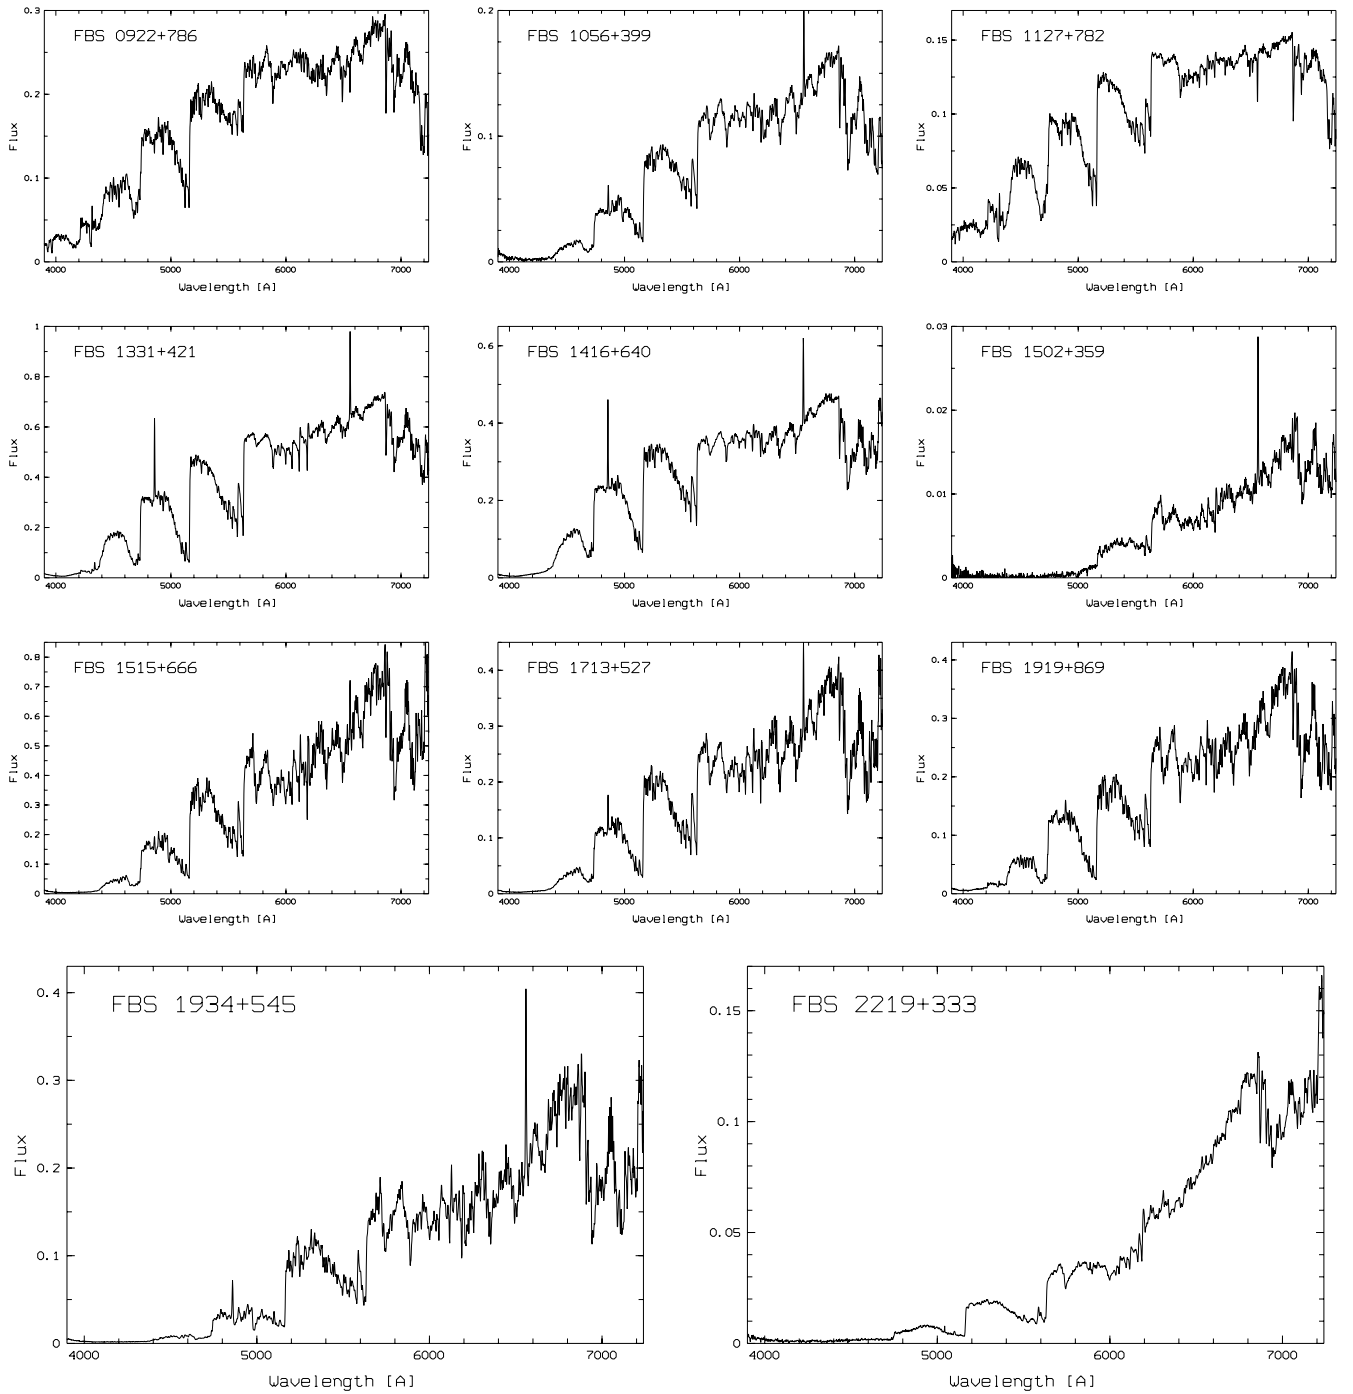 FBS 0922+786
Flux
0.3
0.2
0.1
0
4000 5000 6000 7000
Wavelength [A]
FBS 1056+399
Flux
0.2
0.1
0
4000 5000 6000 7000
Wavelength [A]
FBS 1127+782
Flux
0.15
0.1
0.05
0
4000 5000 6000 7000
Wavelength [A]
FBS 1331+421
Flux
1
0.8
0.6
0.4
0.2
0
4000 5000 6000 7000
Wavelength [A]
FBS 1416+640
Flux
0.6
0.4
0.2
0
4000 5000 6000 7000
Wavelength [A]
FBS 1502+359
Flux
0.03
0.02
0.01
0
4000 5000 6000 7000
Wavelength [A]
FBS 1515+666
Flux
0.8
0.7
0.6
0.5
0.4
0.3
0.2
0.1
0
4000 5000 6000 7000
Wavelength [A]
FBS 1713+527
Flux
0.4
0.3
0.2
0.1
0
4000 5000 6000 7000
Wavelength [A]
FBS 1919+869
Flux
0.4
0.3
0.2
0.1
0
4000 5000 6000 7000
Wavelength [A]
FBS 1934+545
Flux
0.4
0.3
0.2
0.1
0
4000 5000 6000 7000
Wavelength [A]
FBS 2219+333
Flux
0.15
0.1
0.05
0
4000 5000 6000 7000
Wavelength [A]